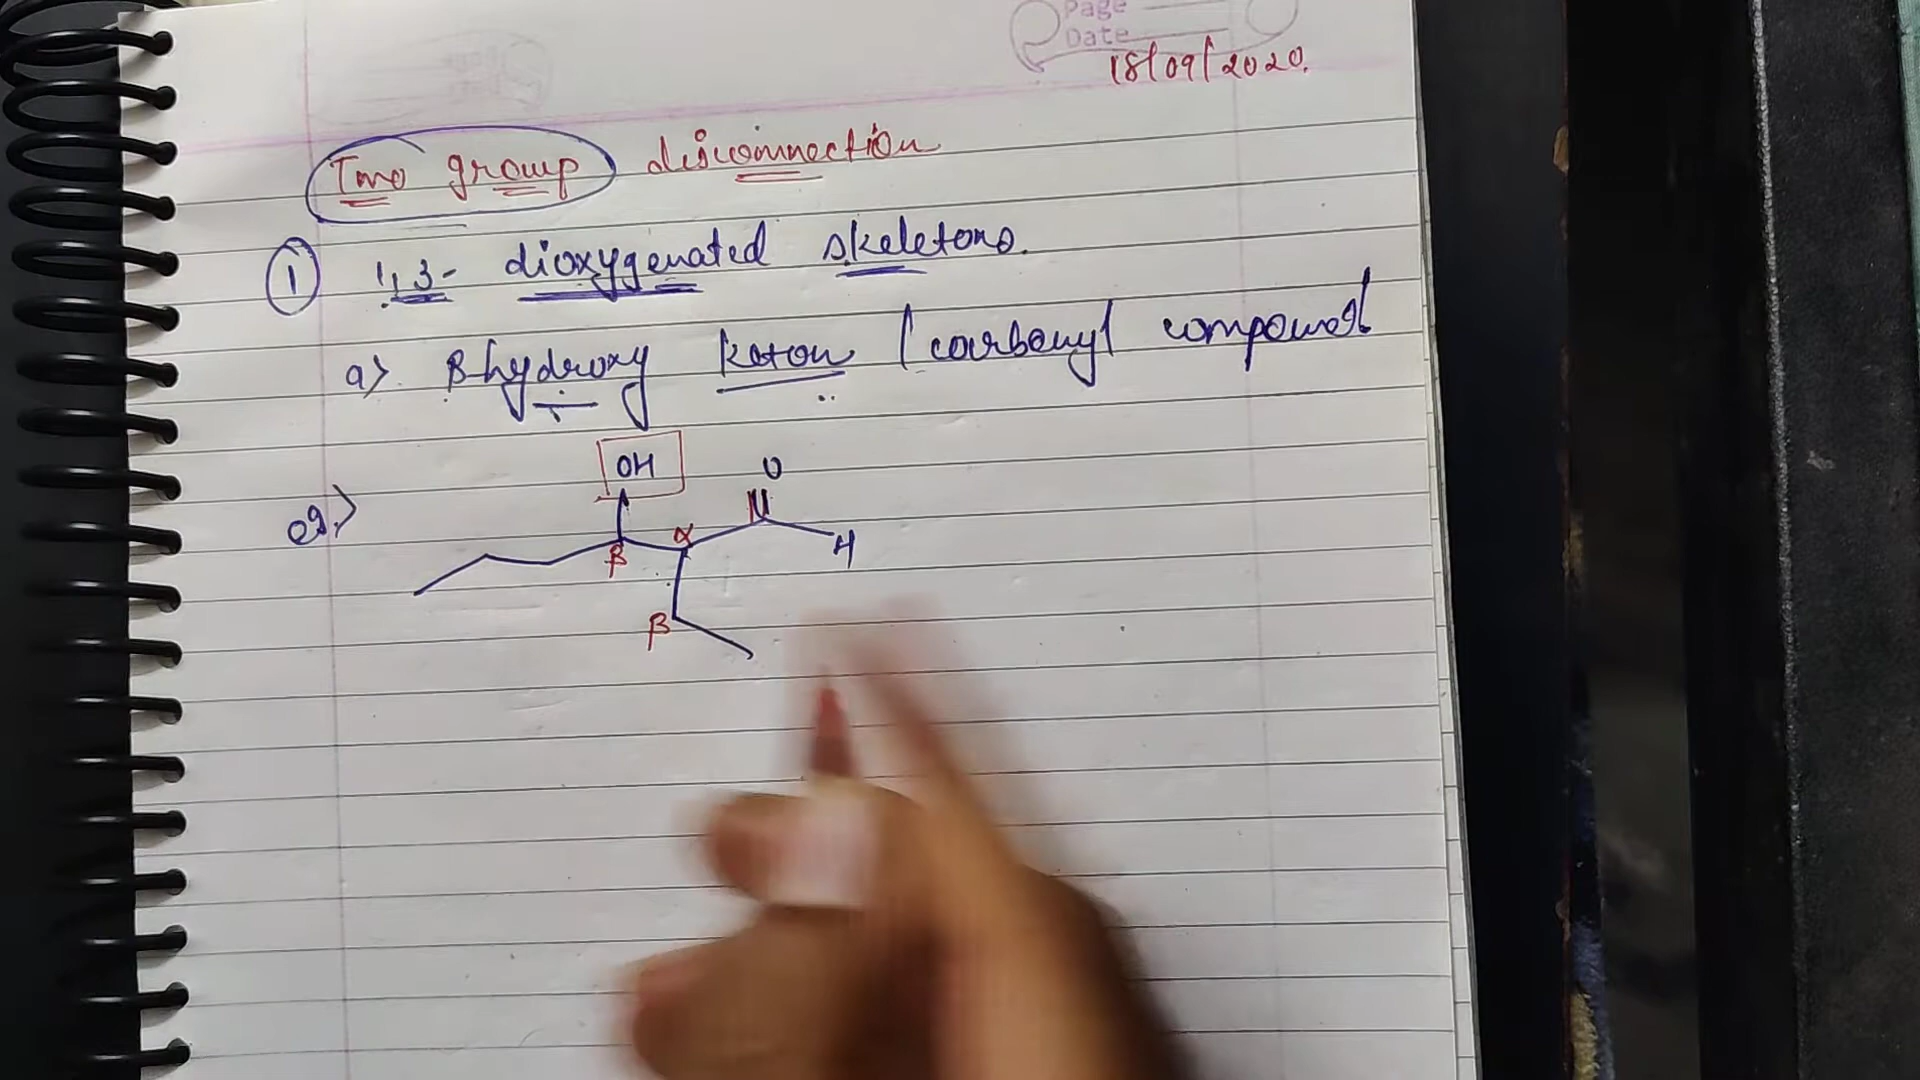 Page
Date
18/09/2020.
Two group disconnection
1 1,3- dioxygenated skeletons.
a> β hydroxy keton / carbonyl compound
eg.>
OH O
β α H
β